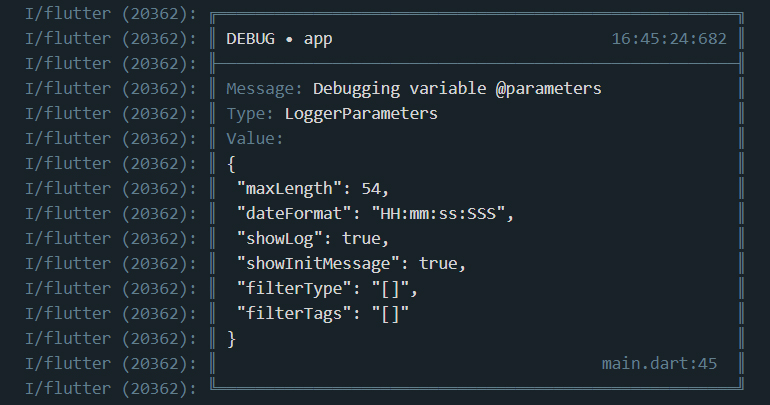 I/flutter (20362):
I/flutter (20362): DEBUG • app 16:45:24:682
I/flutter (20362):
I/flutter (20362): Message: Debugging variable @parameters
I/flutter (20362): Type: LoggerParameters
I/flutter (20362): Value:
I/flutter (20362): {
I/flutter (20362): "maxLength": 54,
I/flutter (20362): "dateFormat": "HH:mm:ss:SSS",
I/flutter (20362): "showLog": true,
I/flutter (20362): "showInitMessage": true,
I/flutter (20362): "filterType": "[]",
I/flutter (20362): "filterTags": "[]"
I/flutter (20362): }
I/flutter (20362): main.dart:45
I/flutter (20362):